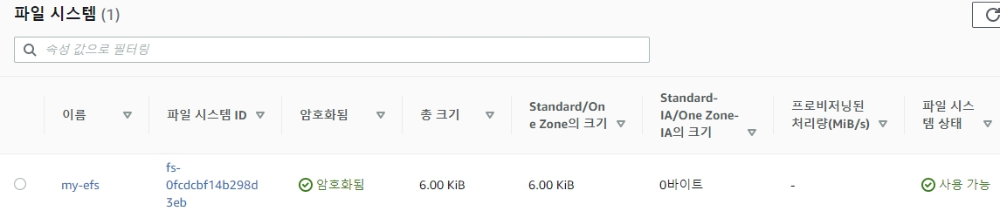 파일 시스템 (1)
속성 값으로 필터링
이름
파일 시스템 ID
암호화됨
총 크기
Standard/On
e Zone의 크기
Standard-
IA/One Zone-
IA의 크기
프로비저닝된
처리량(MiB/s)
파일 시스
템 상태
my-efs
fs-
0fcdcbf14b298d
3eb
암호화됨
6.00 KiB
6.00 KiB
0바이트
-
사용 가능